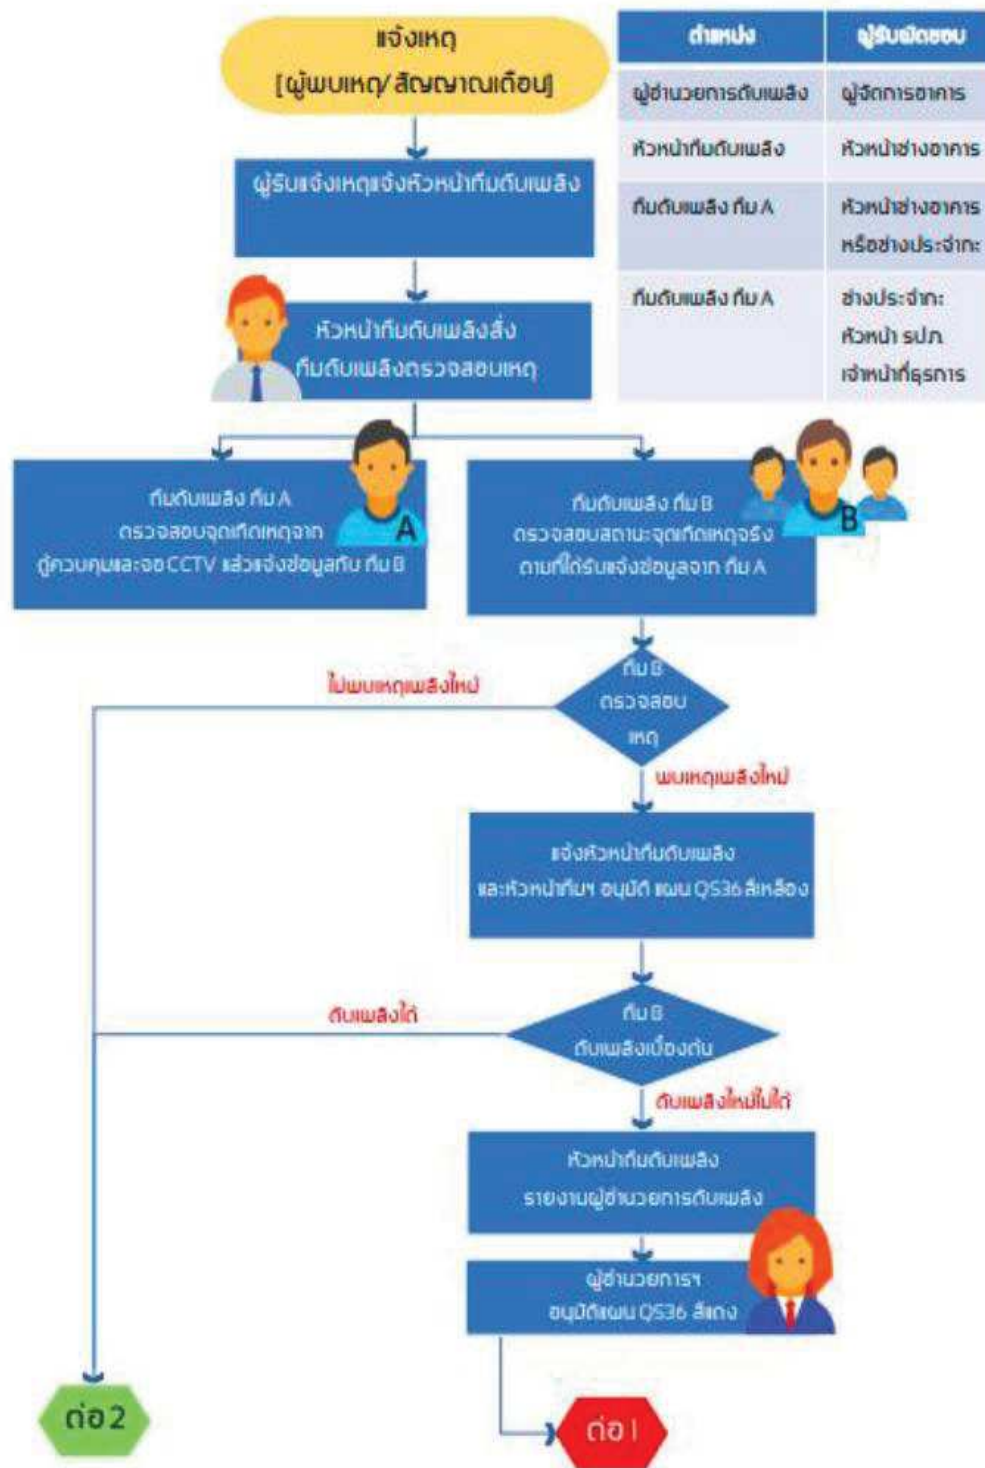 แจ้งเหตุ
[ผู้พบเหตุ/สัญญาณเตือน]
ตำแหน่ง ผู้รับผิดชอบ
ผู้อำนวยการดับเพลิง ผู้จัดการอาคาร
หัวหน้าทีมดับเพลิง หัวหน้าช่างอาคาร
ทีมดับเพลิง ทีม A หัวหน้าช่างอาคาร
หรือช่างประจำกะ
ทีมดับเพลิง ทีม A ช่างประจำกะ
หัวหน้า รปภ.
เจ้าหน้าที่ธุรการ
ผู้รับแจ้งเหตุแจ้งหัวหน้าทีมดับเพลิง
หัวหน้าทีมดับเพลิงสั่ง
ทีมดับเพลิงตรวจสอบเหตุ
ทีมดับเพลิง ทีม A
ตรวจสอบจุดเกิดเหตุจาก
ตู้ควบคุมและจอ CCTV แล้วแจ้งข้อมูลกับ ทีม B
A
ทีมดับเพลิง ทีม B
ตรวจสอบสถานะจุดเกิดเหตุจริง
ตามที่ได้รับแจ้งข้อมูลจาก ทีม A
B
ทีม B
ตรวจสอบ
เหตุ
ไม่พบเหตุเพลิงไหม้
พบเหตุเพลิงไหม้
แจ้งหัวหน้าทีมดับเพลิง
และหัวหน้าทีมฯ อนุมัติ แผน QS36 สีเหลือง
ทีม B
ดับเพลิงเบื้องต้น
ดับเพลิงได้
ดับเพลิงไหม้ไม่ได้
หัวหน้าทีมดับเพลิง
รายงานผู้อำนวยการดับเพลิง
ผู้อำนวยการฯ
อนุมัติแผน QS36 สีแดง
ต่อ 2
ต่อ 1